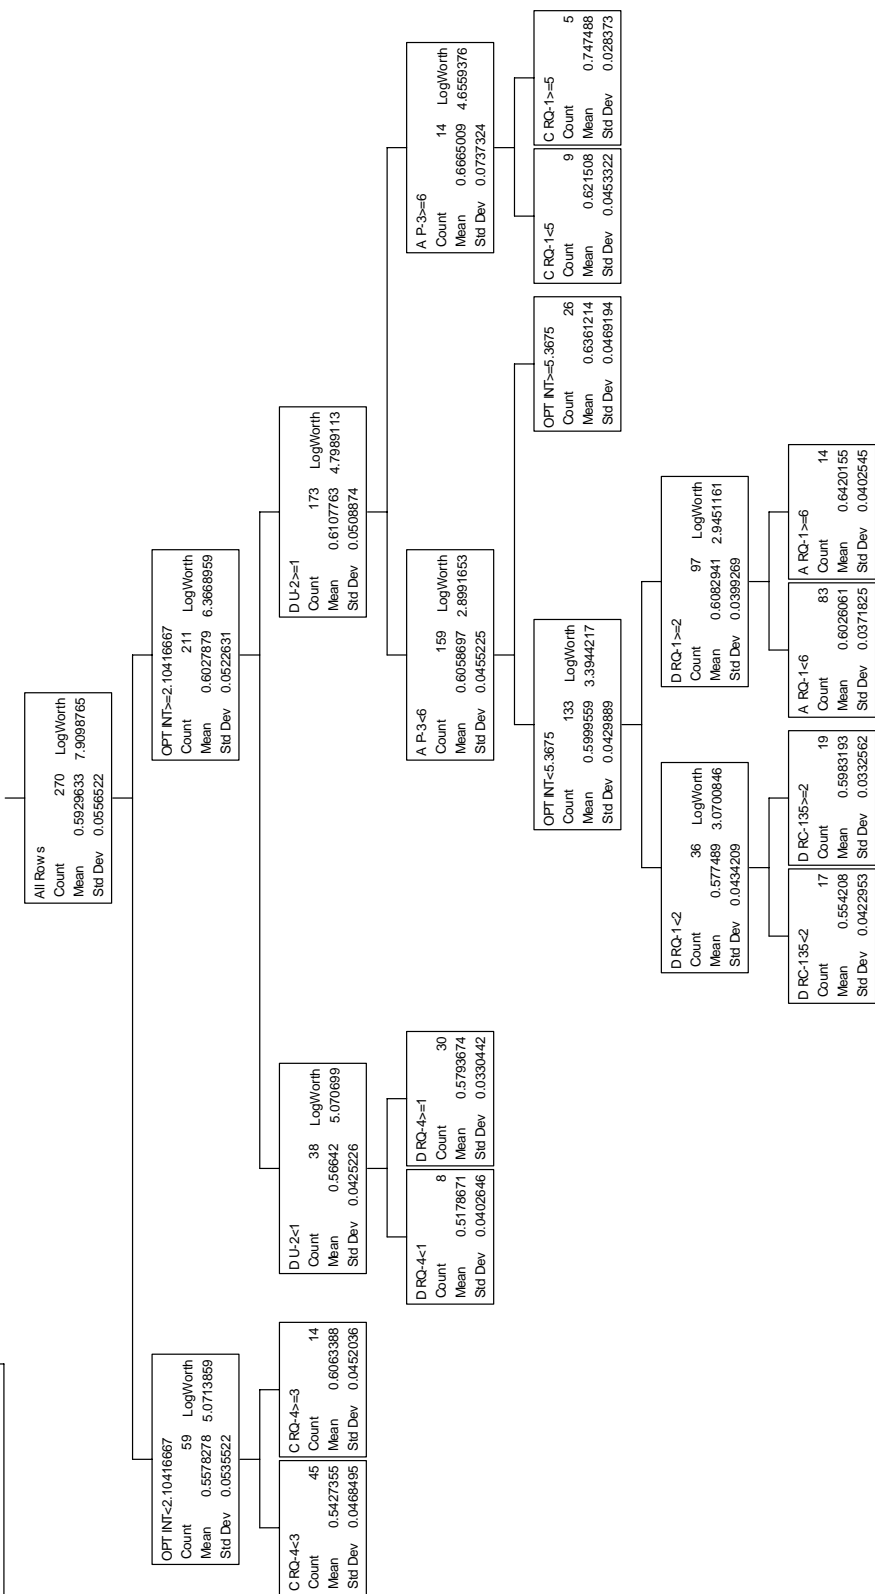 All Rows
Count 270 LogWorth
Mean 0.5929633 7.9098765
Std Dev 0.0556522
OPT INT<2.10416667
Count 59 LogWorth
Mean 0.5578278 5.0713859
Std Dev 0.0535522
OPT INT>=2.10416667
Count 211 LogWorth
Mean 0.6027879 6.3668959
Std Dev 0.0522631
C RQ-4<3
Count 45
Mean 0.5427355
Std Dev 0.0468495
C RQ-4>=3
Count 14
Mean 0.6063388
Std Dev 0.0452036
D U-2<1
Count 38 LogWorth
Mean 0.56642 5.070699
Std Dev 0.0425226
D U-2>=1
Count 173 LogWorth
Mean 0.6107763 4.7989113
Std Dev 0.0508874
D RQ-4<1
Count 8
Mean 0.5178671
Std Dev 0.0402646
D RQ-4>=1
Count 30
Mean 0.5793674
Std Dev 0.0330442
A P-3<6
Count 159 LogWorth
Mean 0.6058697 2.8991653
Std Dev 0.0455225
A P-3>=6
Count 14 LogWorth
Mean 0.6665009 4.6559376
Std Dev 0.0737324
OPT INT<5.3675
Count 133 LogWorth
Mean 0.5999559 3.3944217
Std Dev 0.0429889
OPT INT>=5.3675
Count 26
Mean 0.6361214
Std Dev 0.0469194
C RQ-1<5
Count 9
Mean 0.621508
Std Dev 0.0453322
C RQ-1>=5
Count 5
Mean 0.747488
Std Dev 0.028373
D RQ-1<2
Count 36 LogWorth
Mean 0.577489 3.0700846
Std Dev 0.0434209
D RQ-1>=2
Count 97 LogWorth
Mean 0.6082941 2.9451161
Std Dev 0.0399269
D RC-135<2
Count 17
Mean 0.554208
Std Dev 0.0422953
D RC-135>=2
Count 19
Mean 0.5983193
Std Dev 0.0332562
A RQ-1<6
Count 83
Mean 0.6026061
Std Dev 0.0371825
A RQ-1>=6
Count 14
Mean 0.6420155
Std Dev 0.0402545